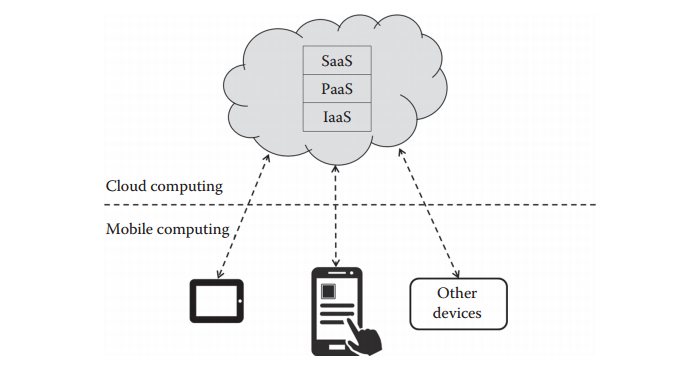 SaaS
PaaS
IaaS
Cloud computing
Mobile computing
Other
devices